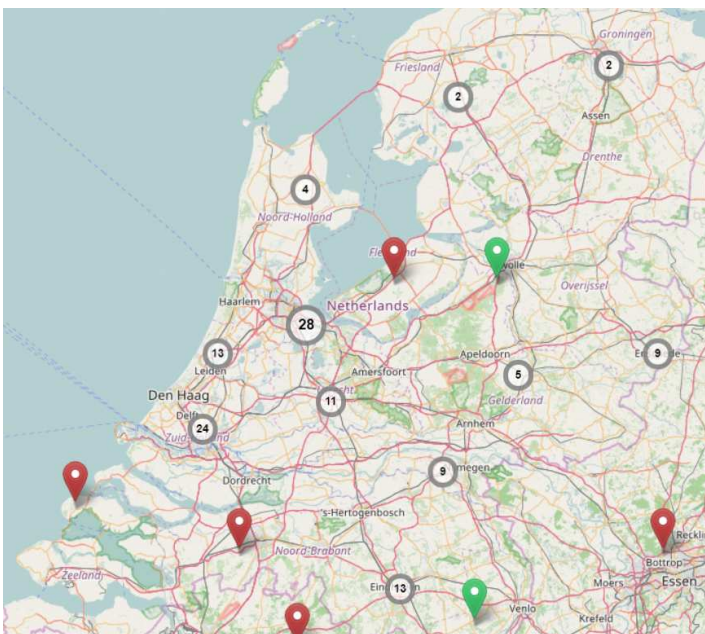 Groningen
2
Friesland
2
Assen
Drenthe
4
Noord-Holland
Overijssel
Haarlem
Netherlands
28
13
Leiden
Amersfoort
Apeldoorn
9
5
Den Haag
11
Gelderland
24
Arnhem
9
Dordrecht
's-Hertogenbosch
Noord-Brabant
Bottrop
Zeeland
13
Moers
Essen
Venlo
Krefeld